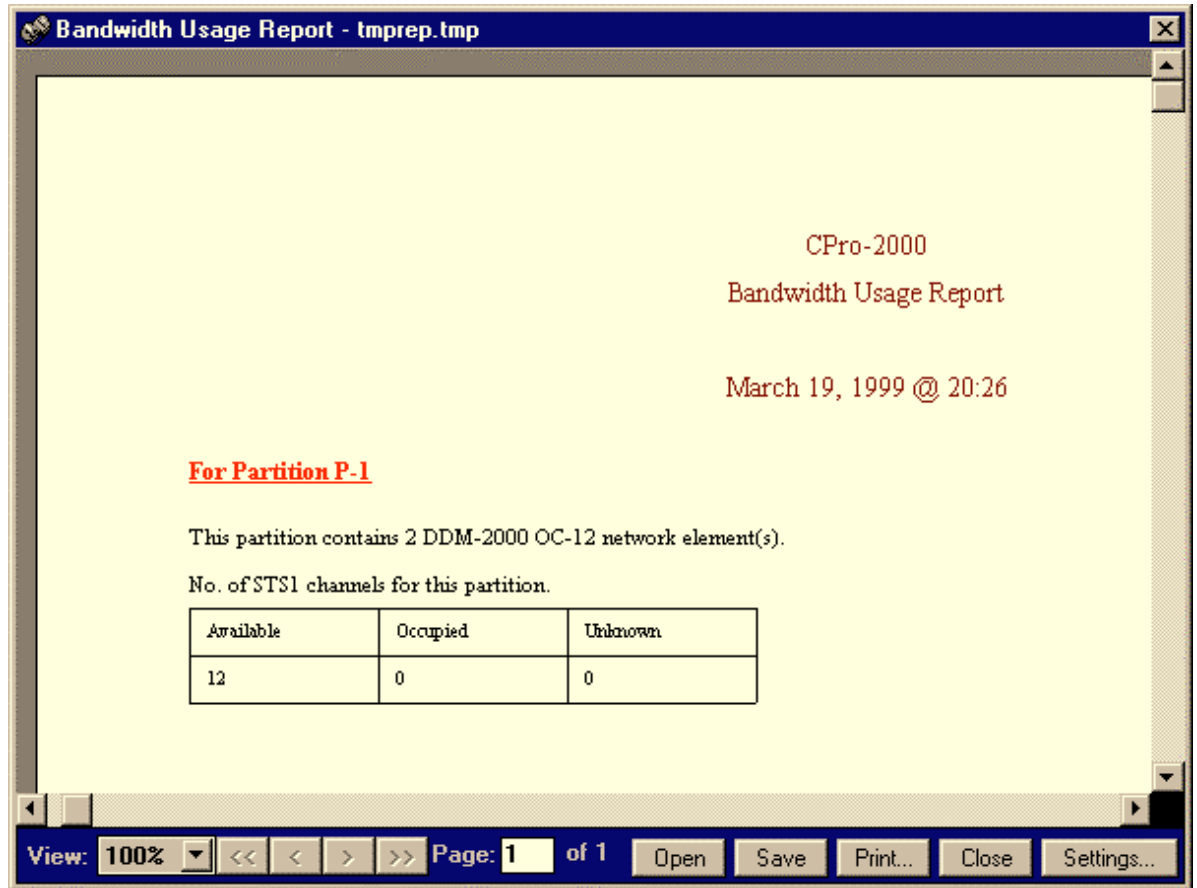 Bandwidth Usage Report - tmprep.tmp
CPro-2000
Bandwidth Usage Report
March 19, 1999 @ 20:26
For Partition P-1
This partition contains 2 DDM-2000 OC-12 network element(s).
No. of STS1 channels for this partition.
Available Occupied Unknown
12 0 0
View: 100% << < > >> Page: 1 of 1 Open Save Print... Close Settings...